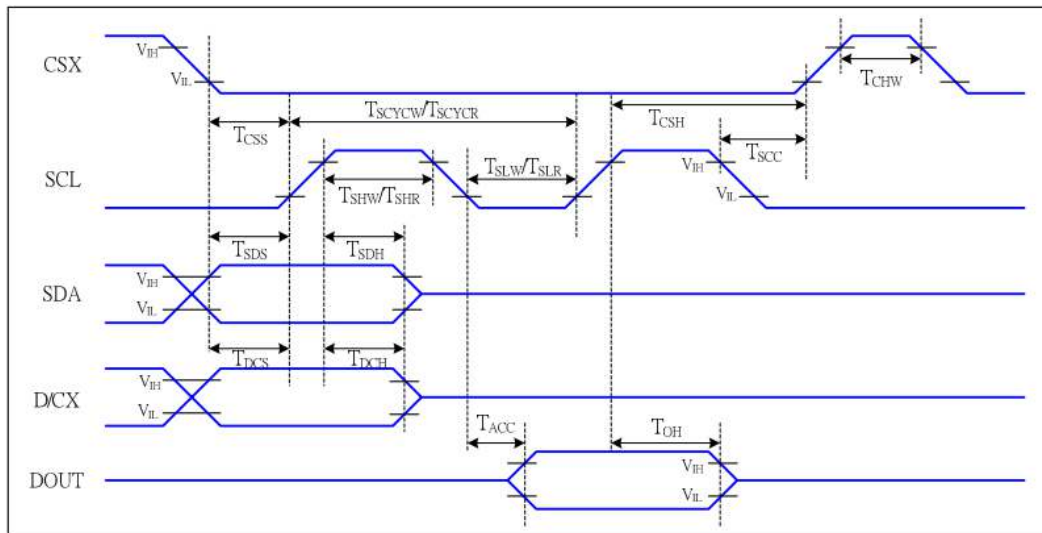 CSX
VIH
VIL
TCHW
TSCYCW/TSCYCR
TCSS
TCSH
SCL
TSHW/TSHR
TSLW/TSLR
VIH
TSCC
VIL
TSDS
TSDH
SDA
VIH
VIL
TDCS
TDCH
D/CX
VIH
VIL
TACC
TOH
DOUT
VIH
VIL